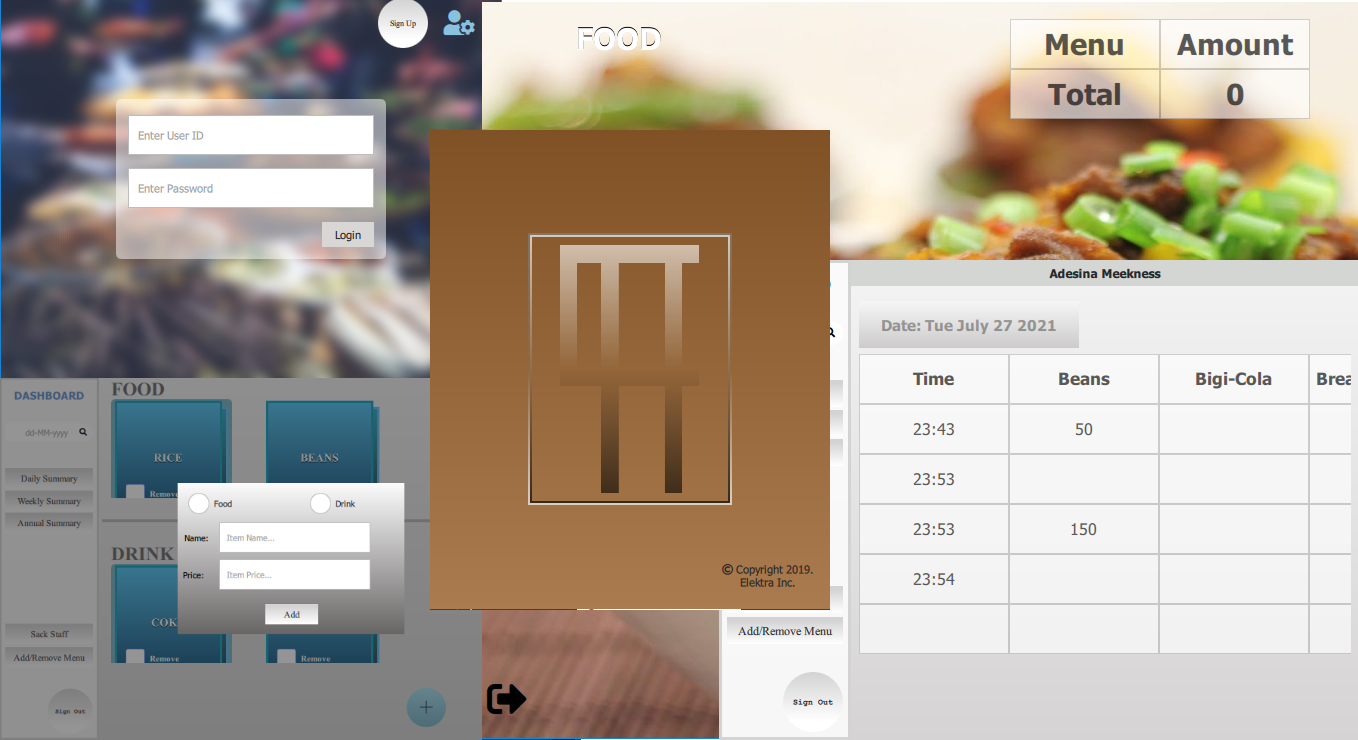 Sign Up
Enter User ID
Enter Password
Login
FOOD
Menu Amount
Total 0
© Copyright 2019.
Elektra Inc.
DASHBOARD
dd-MM-yyyy
Daily Summary
Weekly Summary
Annual Summary
Sack Staff
Add/Remove Menu
Sign Out
FOOD
RICE
BEANS
Remove
DRINK
COK
Remove
Remove
Food
Drink
Name:
Item Name...
Price:
Item Price...
Add
+
Add/Remove Menu
Sign Out
Adesina Meekness
Date: Tue July 27 2021
Time Beans Bigi-Cola Brea
23:43 50
23:53
23:53 150
23:54